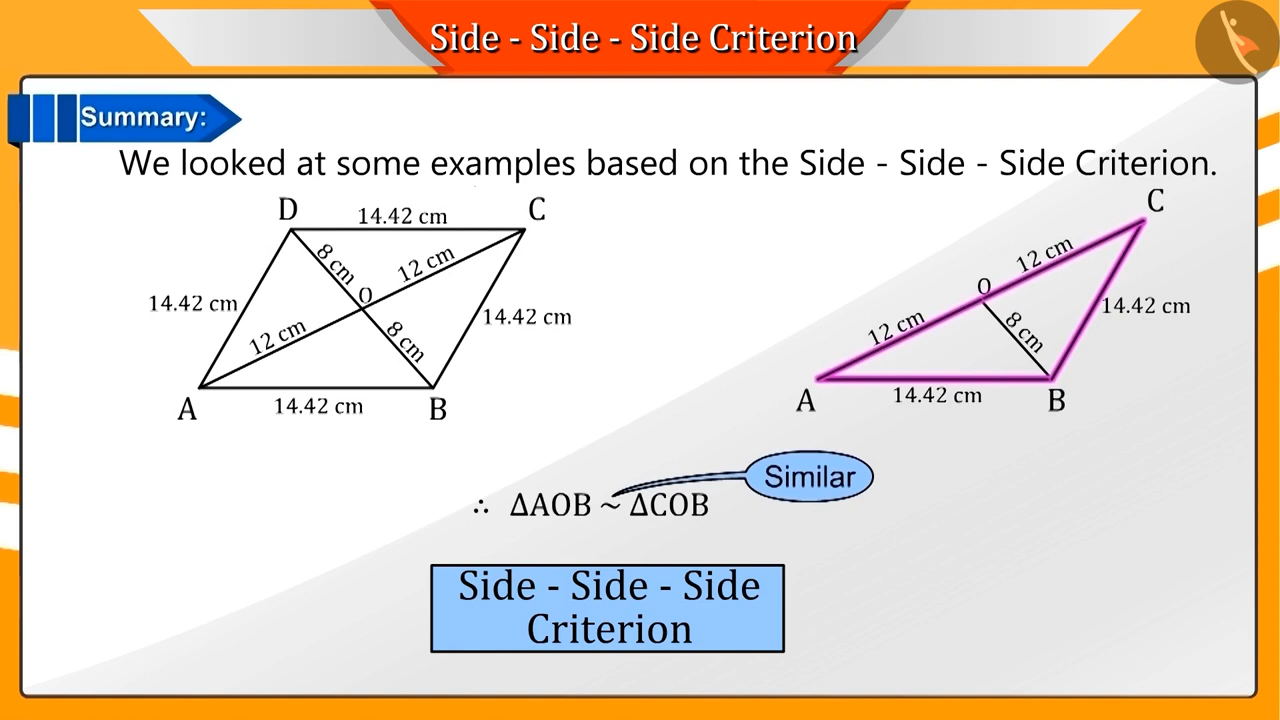 Side - Side - Side Criterion
Summary:
We looked at some examples based on the Side - Side - Side Criterion.
D
14.42 cm
C
8 cm
12 cm
O
14.42 cm
14.42 cm
12 cm
8 cm
A
14.42 cm
B
C
12 cm
O
14.42 cm
12 cm
8 cm
A
14.42 cm
B
Similar
∴ ΔAOB ~ ΔCOB
Side - Side - Side
Criterion